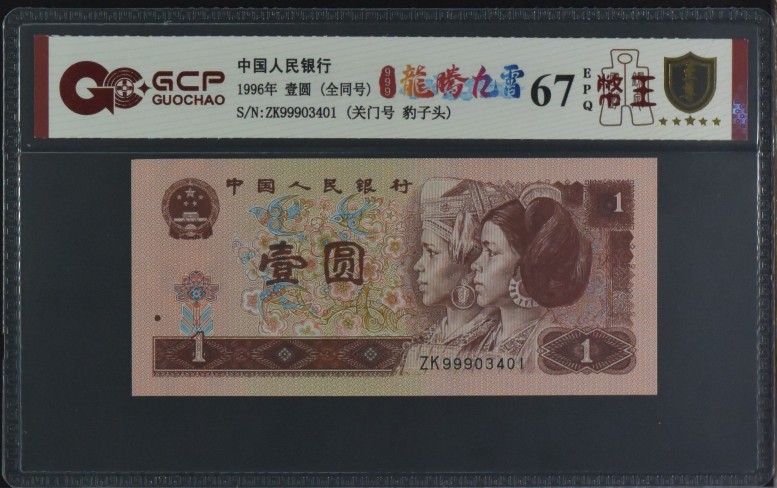 GCP
GUOCHAO
中国人民银行
1996年 壹圆 (全同号)
S/N:ZK99903401 (关门号 豹子头)
999
龍腾九霄
67
EPQ
幣王
中国人民银行
1
壹圆
1
ZK99903401
1